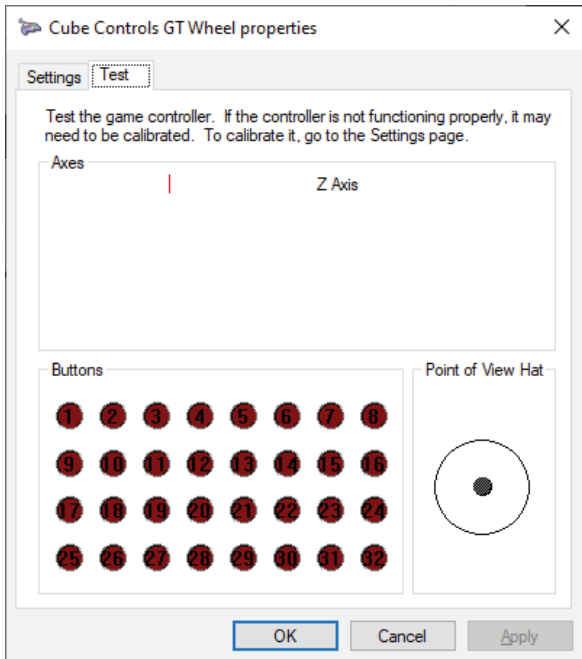 Cube Controls GT Wheel properties
Settings
Test
Test the game controller. If the controller is not functioning properly, it may
need to be calibrated. To calibrate it, go to the Settings page.
Axes
Z Axis
Buttons
1 2 3 4 5 6 7 8
9 10 11 12 13 14 15 16
17 18 19 20 21 22 23 24
25 26 27 28 29 30 31 32
Point of View Hat
OK
Cancel
Apply